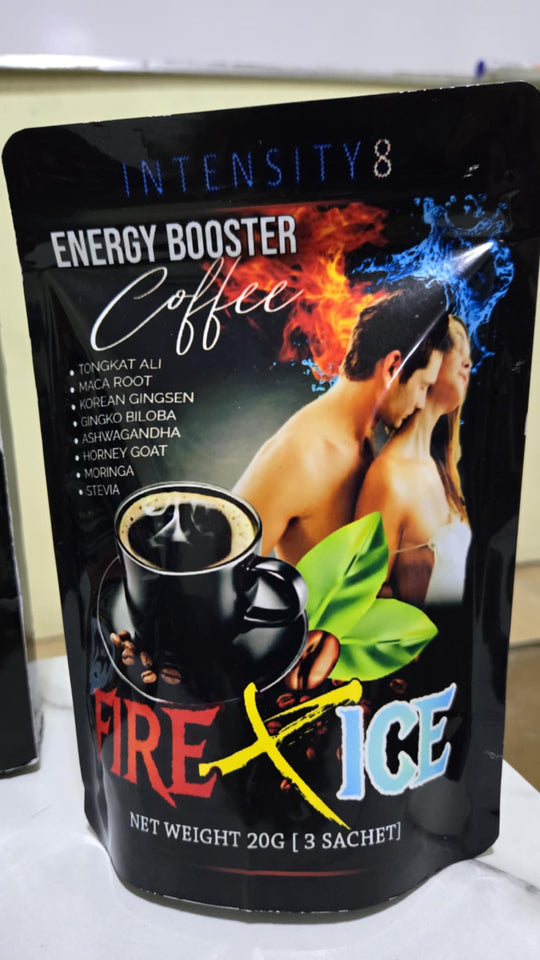 INTENSITY8
ENERGY BOOSTER
Coffee
• TONGKAT ALI
• MACA ROOT
• KOREAN GINGSEN
• GINGKO BILOBA
• ASHWAGANDHA
• HORNEY GOAT
• MORINGA
• STEVIA
FIRE X ICE
NET WEIGHT 20G [ 3 SACHET]